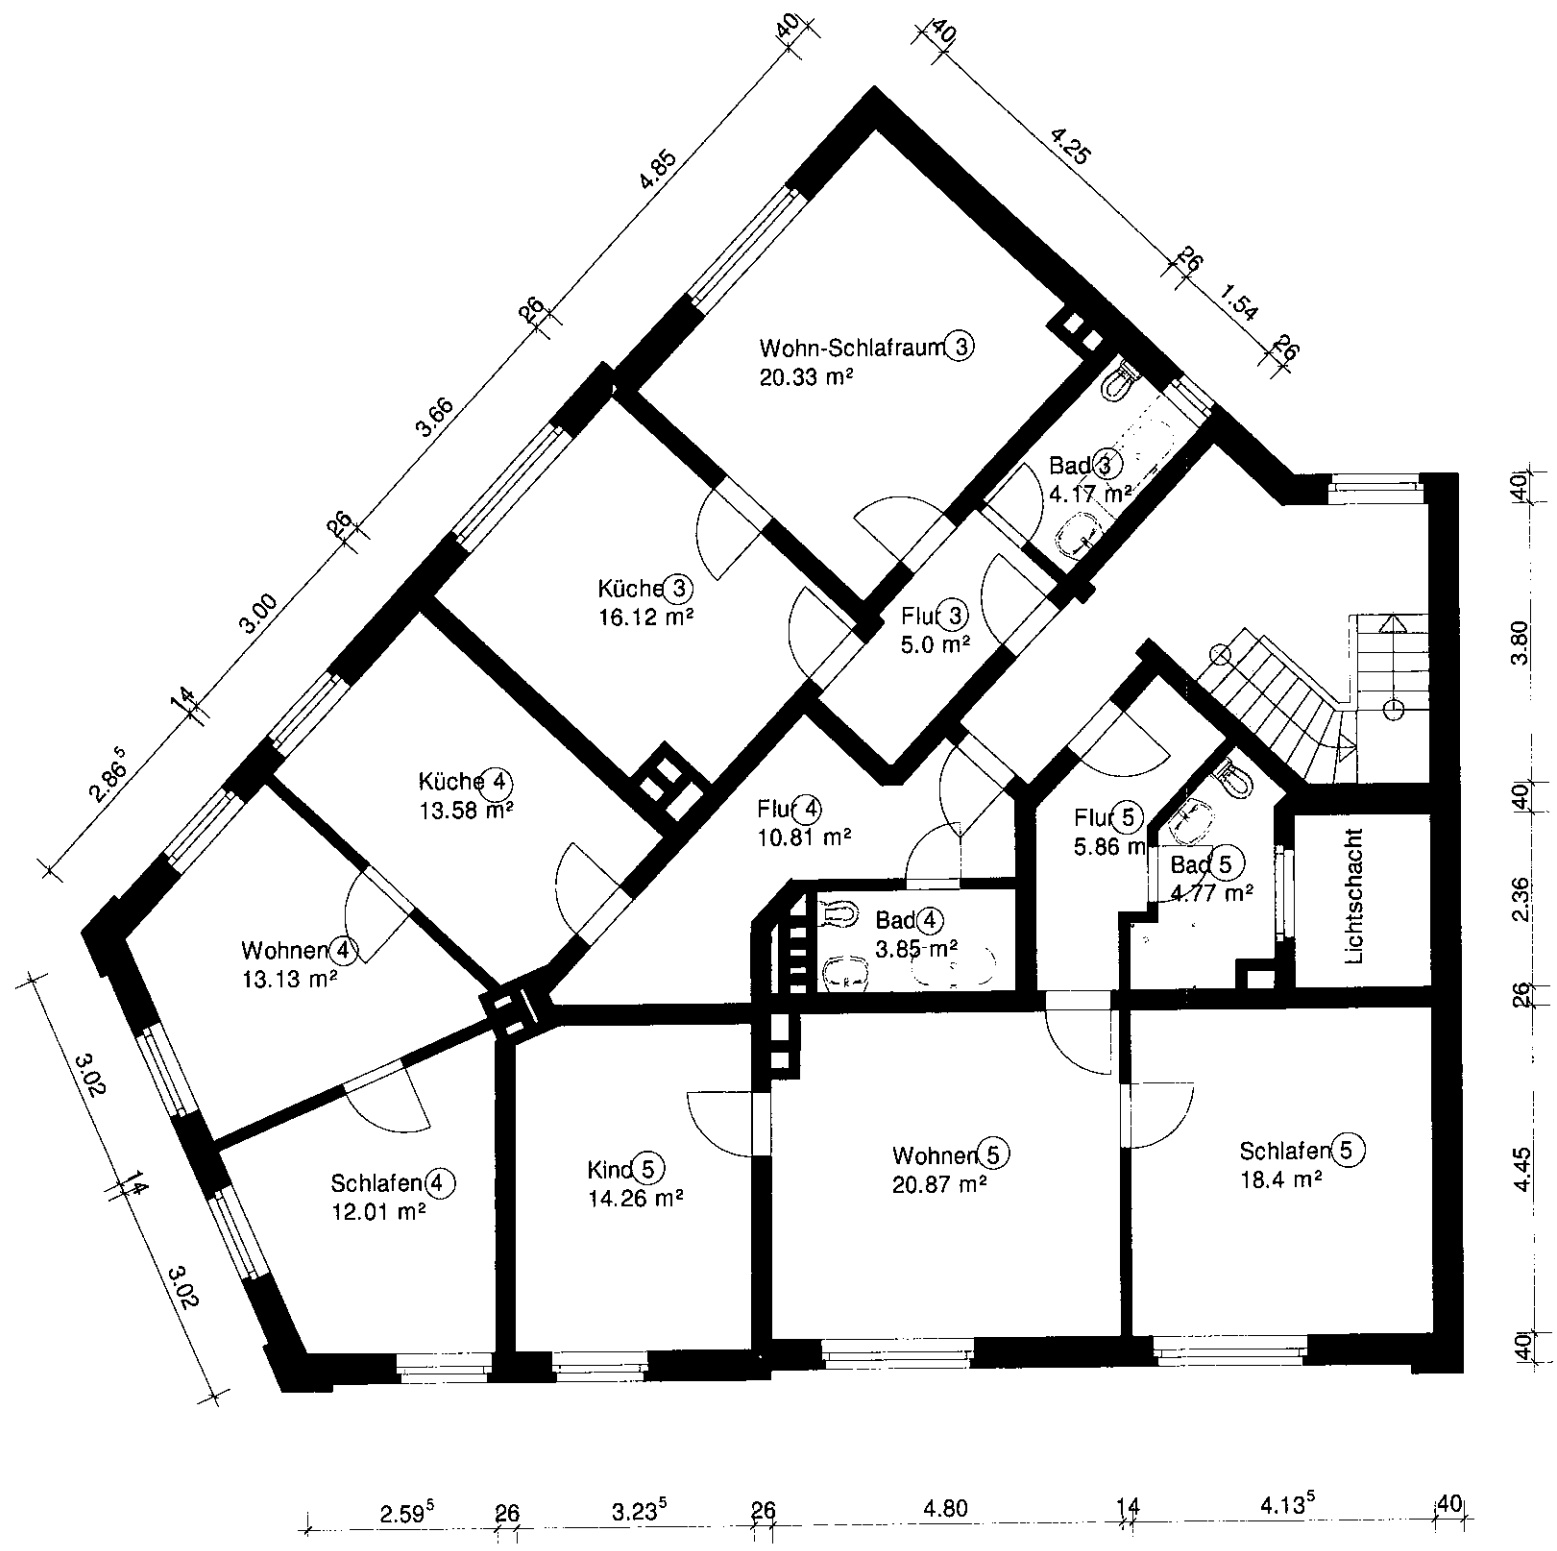 40
40
4.25
4.85
26
1.54
26
26
Wohn-Schlafraum 3
20.33 m²
3.66
Bad 3
4.17 m²
40
26
Küche 3
16.12 m²
Flur 3
5.0 m²
3.00
3.80
14
2.86⁵
Küche 4
13.58 m²
Flur 4
10.81 m²
Flur 5
5.86 m
40
Bad 5
4.77 m²
Lichtschacht
2.36
Wohnen 4
13.13 m²
Bad 4
3.85 m²
26
3.02
14
Schlafen 4
12.01 m²
Kind 5
14.26 m²
Wohnen 5
20.87 m²
Schlafen 5
18.4 m²
4.45
3.02
40
2.59⁵
26
3.23⁵
26
4.80
14
4.13⁵
40